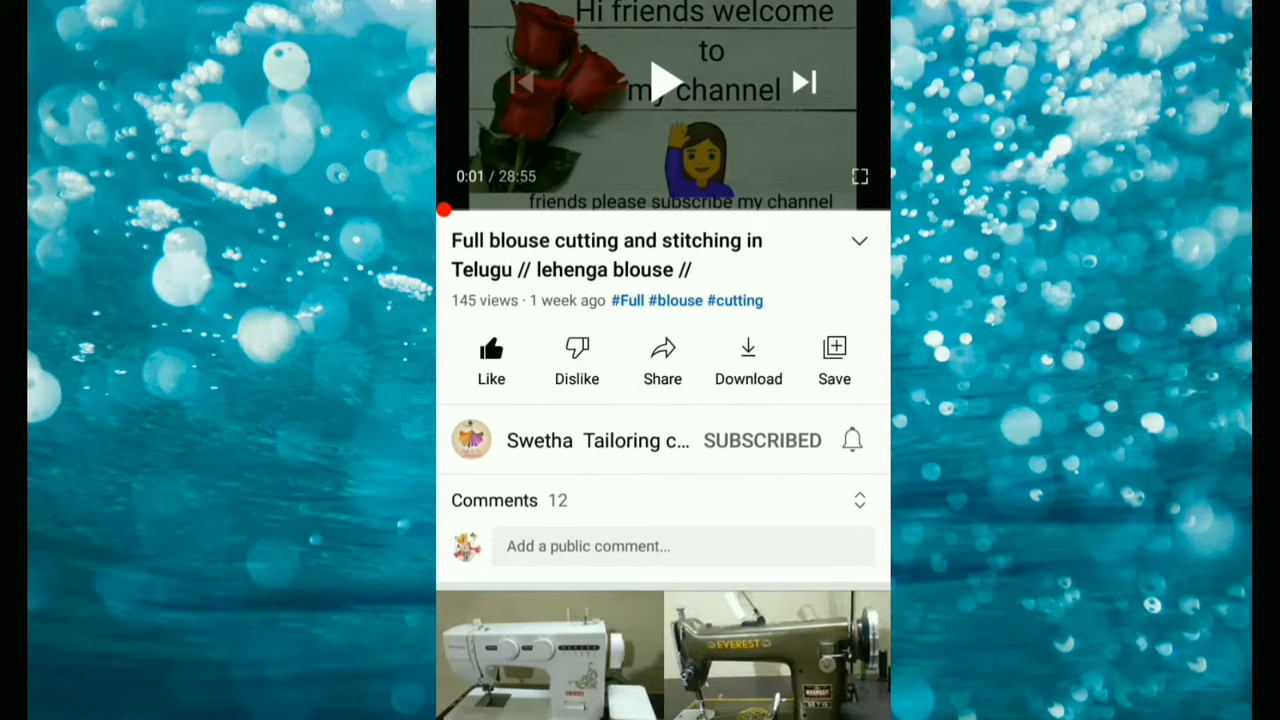 Hi friends welcome
to
my channel
0:01 / 28:55
friends please subscribe my channel
Full blouse cutting and stitching in
Telugu // lehenga blouse //
145 views · 1 week ago #Full #blouse #cutting
Like Dislike Share Download Save
Swetha Tailoring c... SUBSCRIBED
Comments 12
Add a public comment...
EVEREST
EVEREST